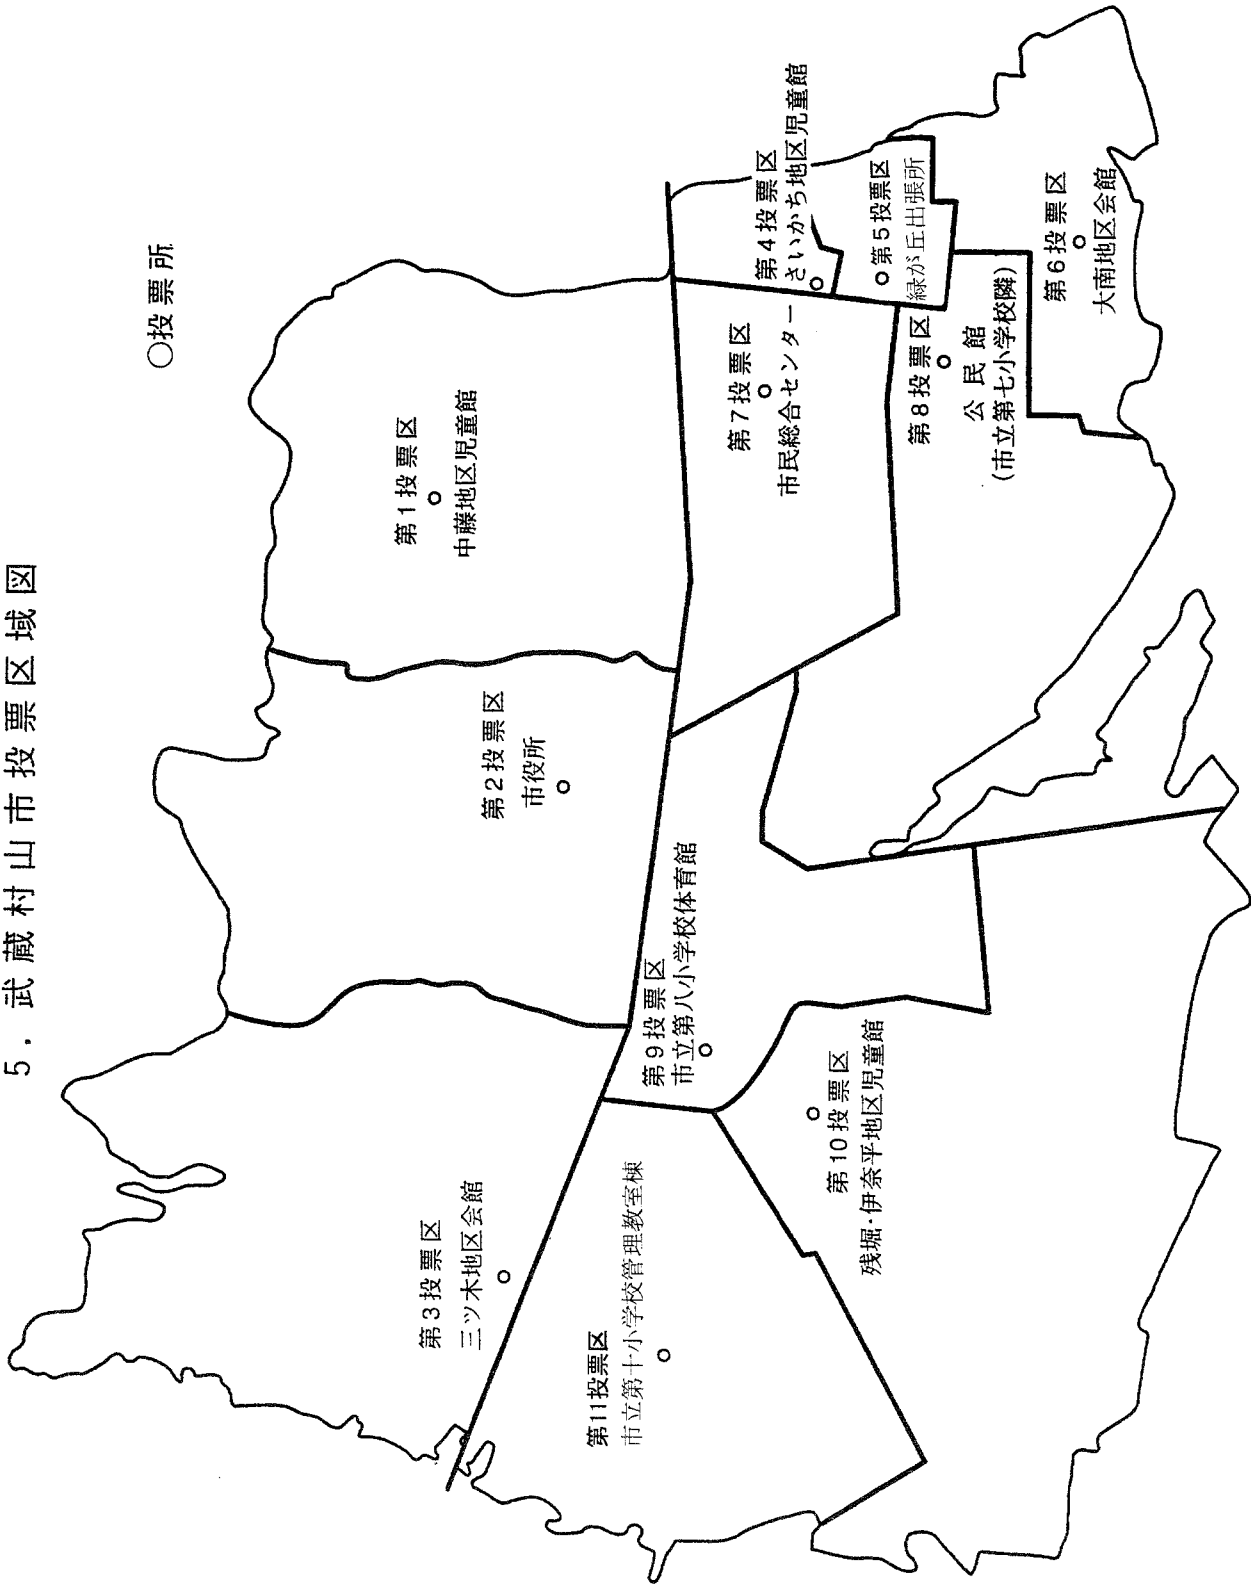 5．武蔵村山市投票区域図
○投票所
第1投票区
中藤地区児童館
第2投票区
市役所
第3投票区
三ツ木地区会館
第4投票区
さいかち地区児童館
第5投票区
緑が丘出張所
第6投票区
大南地区会館
第7投票区
市民総合センター
第8投票区
公民館
(市立第七小学校隣)
第9投票区
市立第八小学校体育館
第10投票区
残堀･伊奈平地区児童館
第11投票区
市立第十小学校管理教室棟